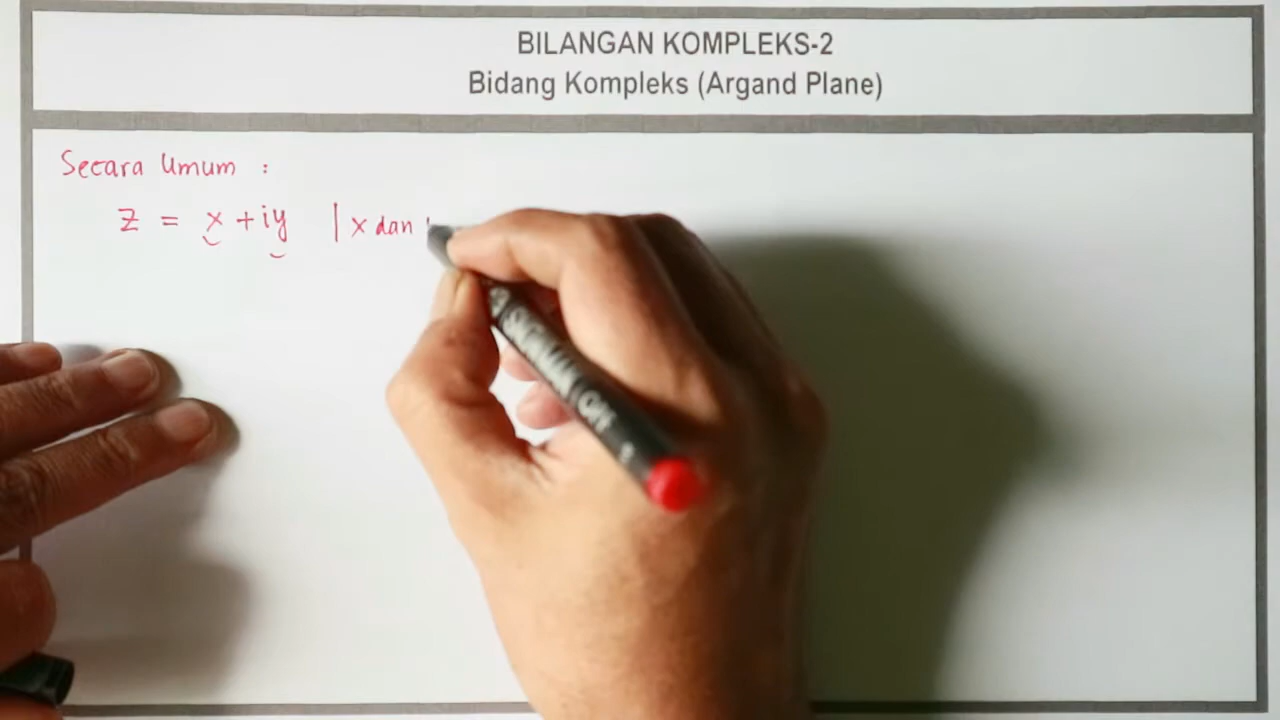 BILANGAN KOMPLEKS-2
Bidang Kompleks (Argand Plane)
Secara Umum :
z = x + iy | x dan